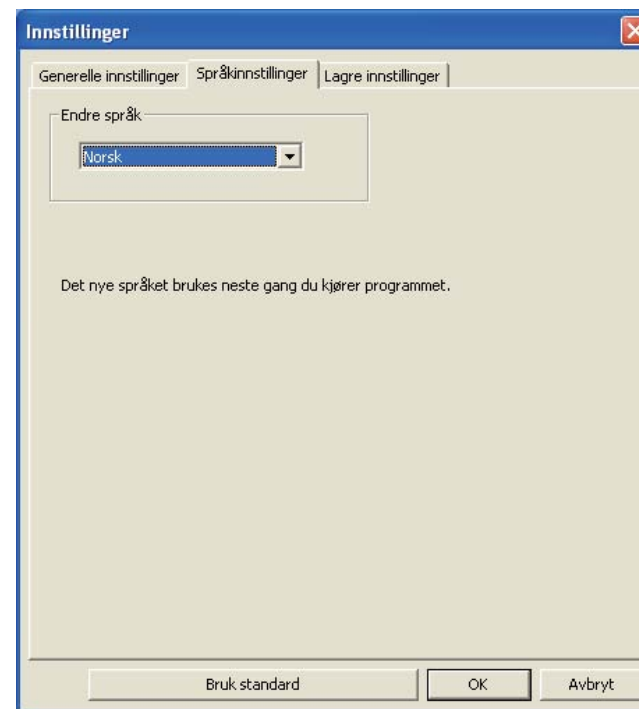 Innstillinger
Generelle innstillinger Språkinnstillinger Lagre innstillinger
Endre språk
Norsk
Det nye språket brukes neste gang du kjører programmet.
Bruk standard OK Avbryt